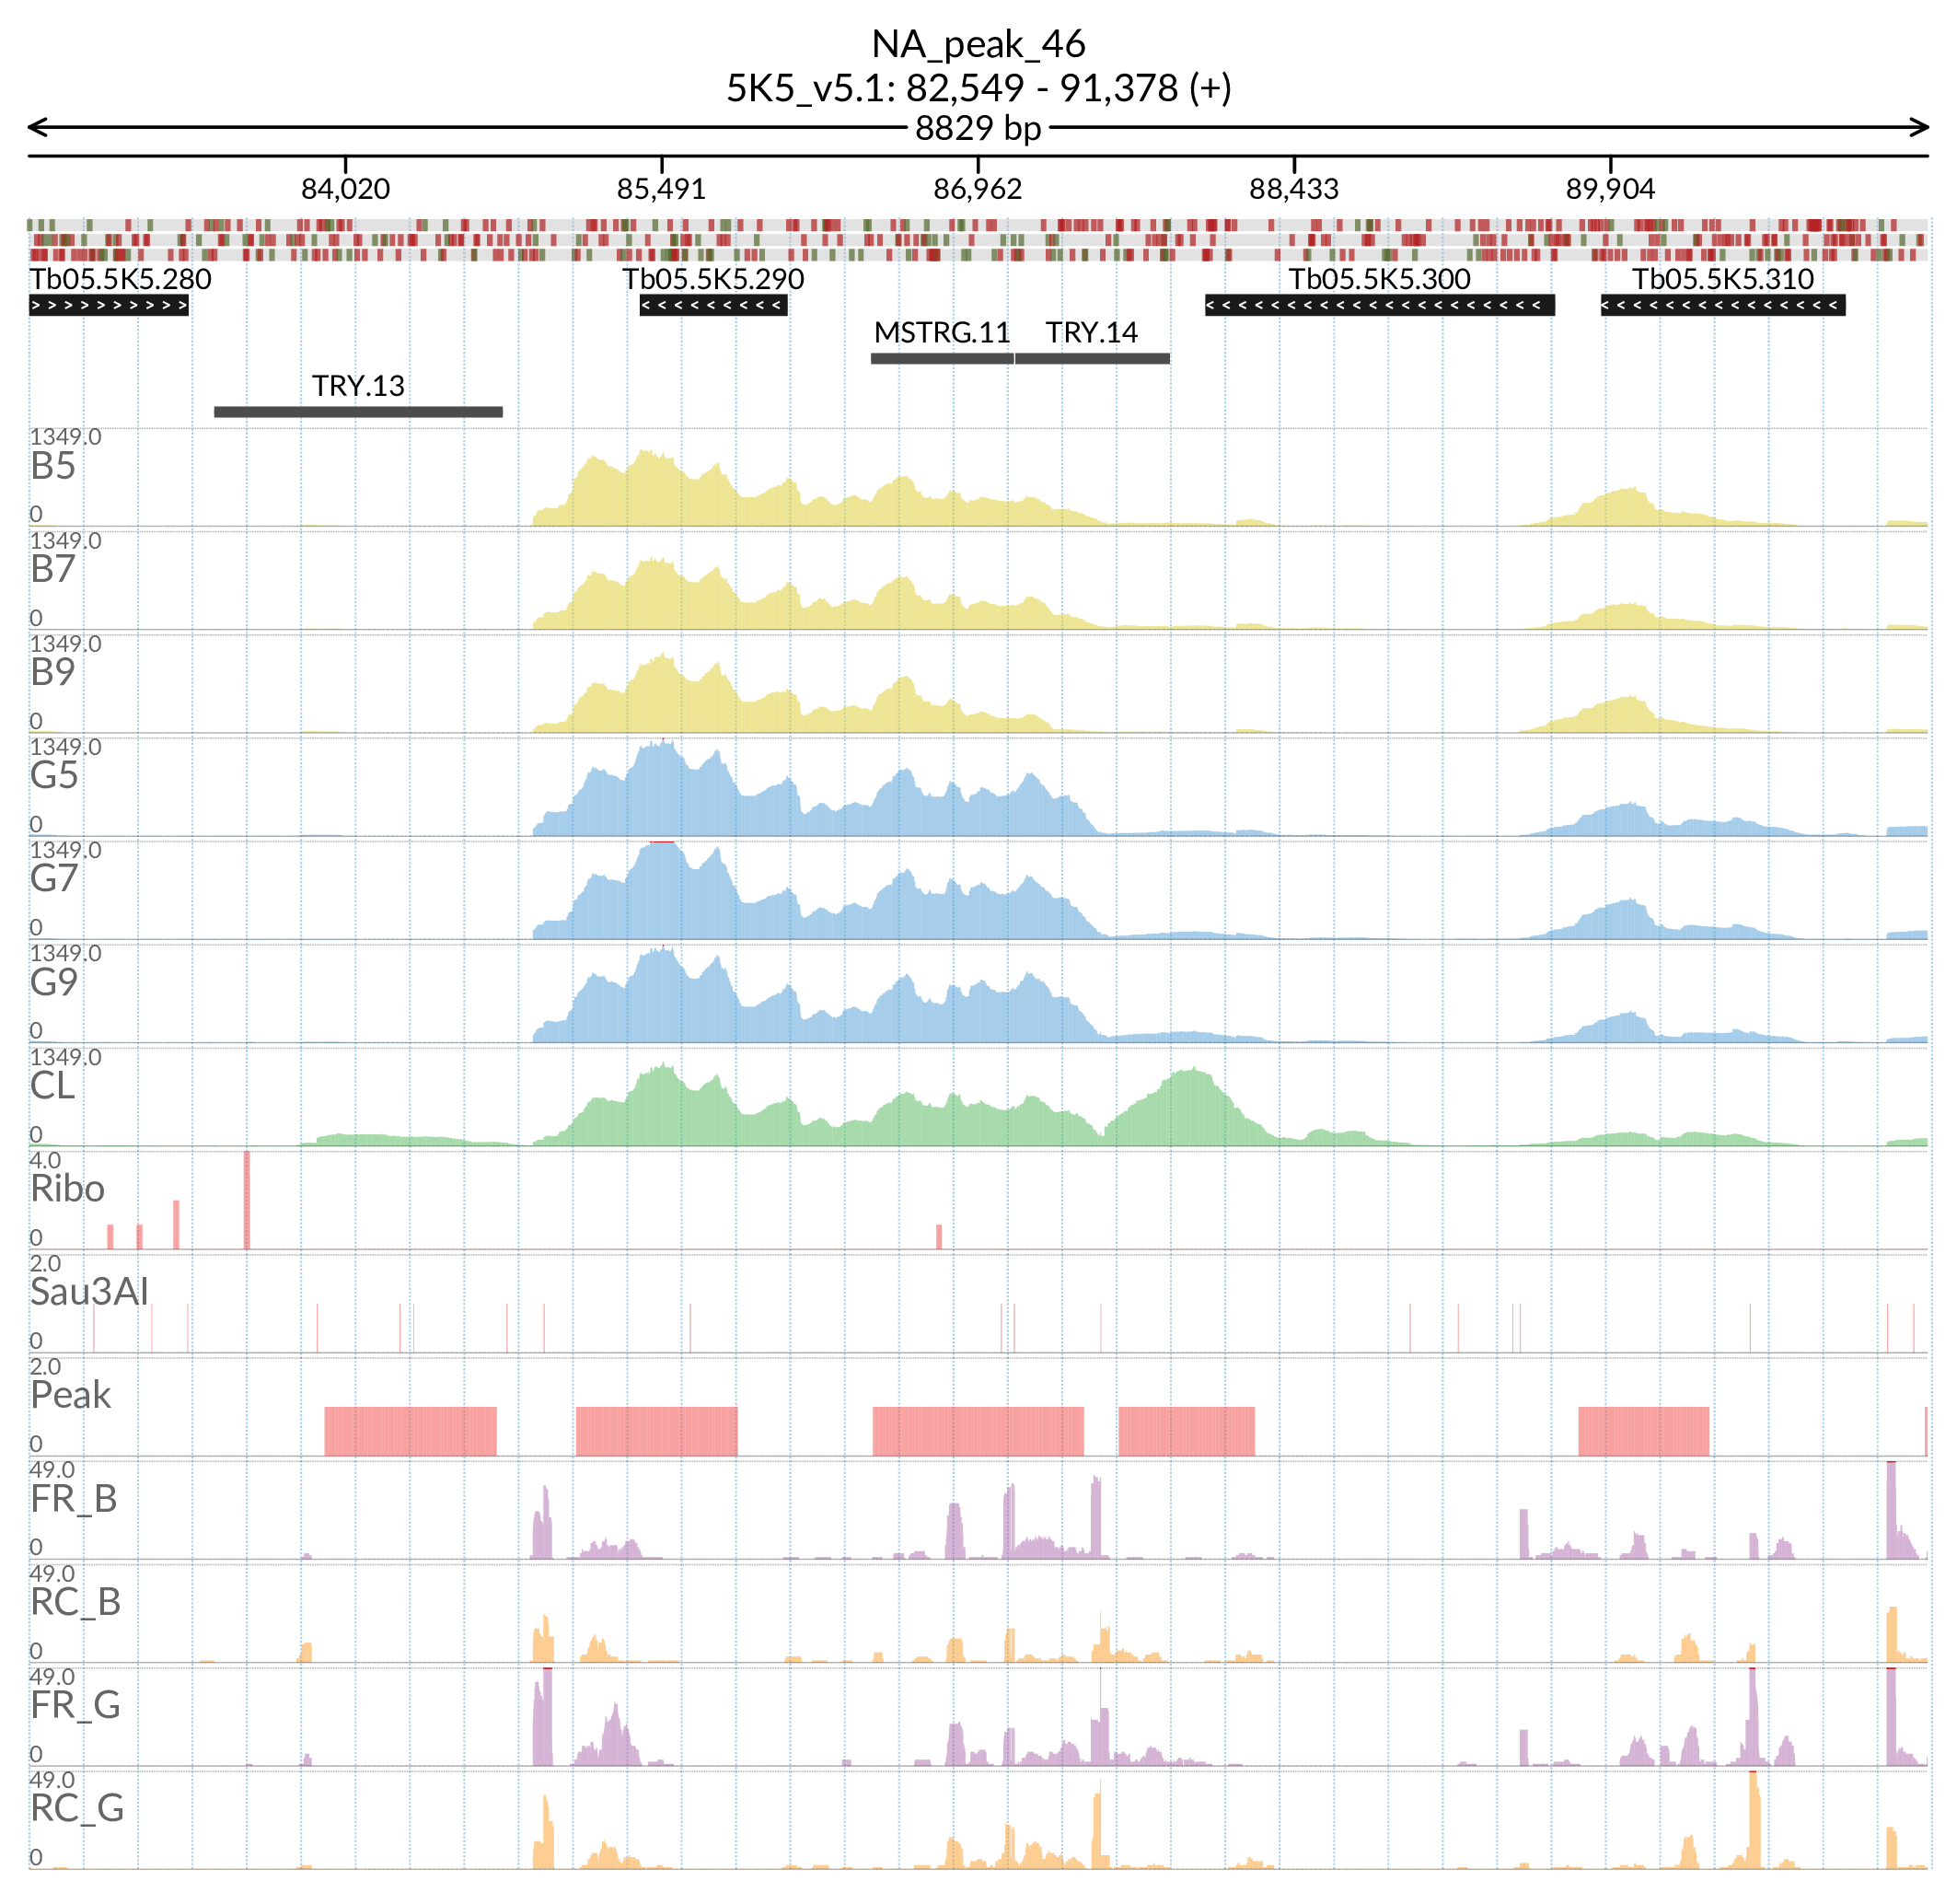 NA_peak_46
5K5_v5.1: 82,549 - 91,378 (+)
8829 bp
84,020 85,491 86,962 88,433 89,904
Tb05.5K5.280 Tb05.5K5.290 Tb05.5K5.300 Tb05.5K5.310
MSTRG.11 TRY.14
TRY.13
1349.0
B5
0
1349.0
B7
0
1349.0
B9
0
1349.0
G5
0
1349.0
G7
0
1349.0
G9
0
1349.0
CL
0
4.0
Ribo
0
2.0
Sau3AI
0
2.0
Peak
0
49.0
FR_B
0
49.0
RC_B
0
49.0
FR_G
0
49.0
RC_G
0